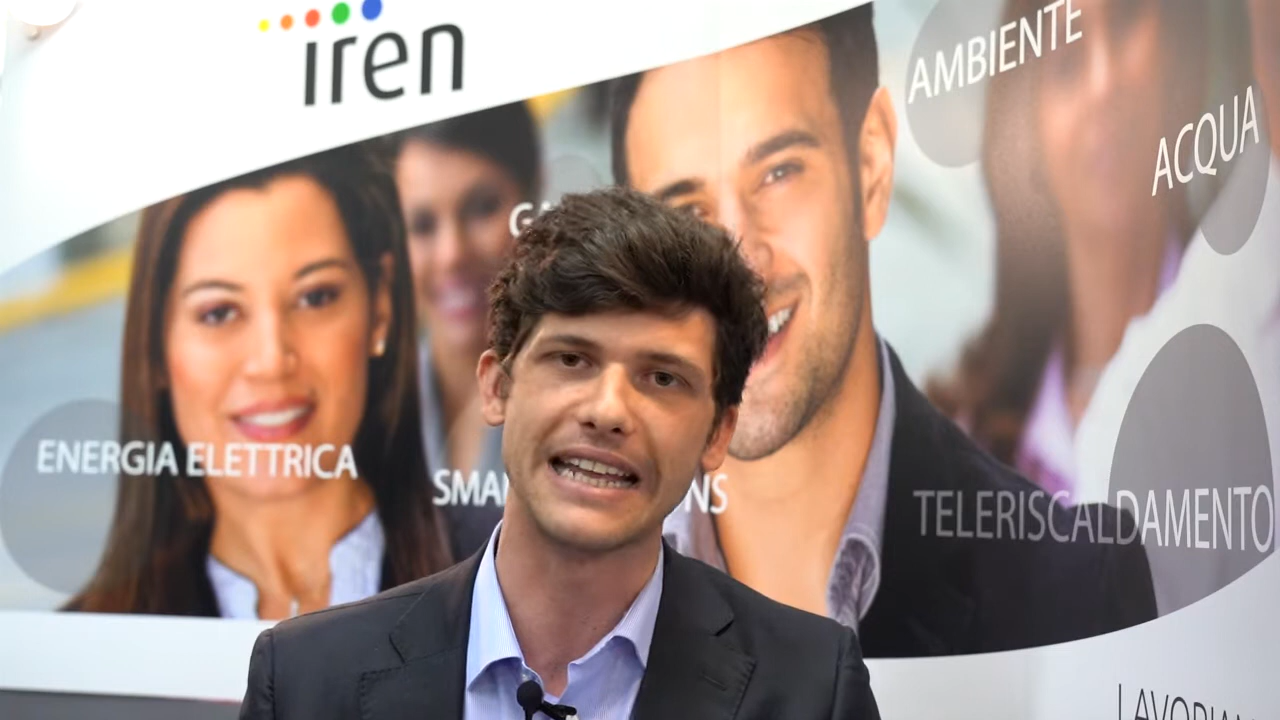 iren
AMBIENTE
ACQUA
ENERGIA ELETTRICA
TELERISCALDAMENTO